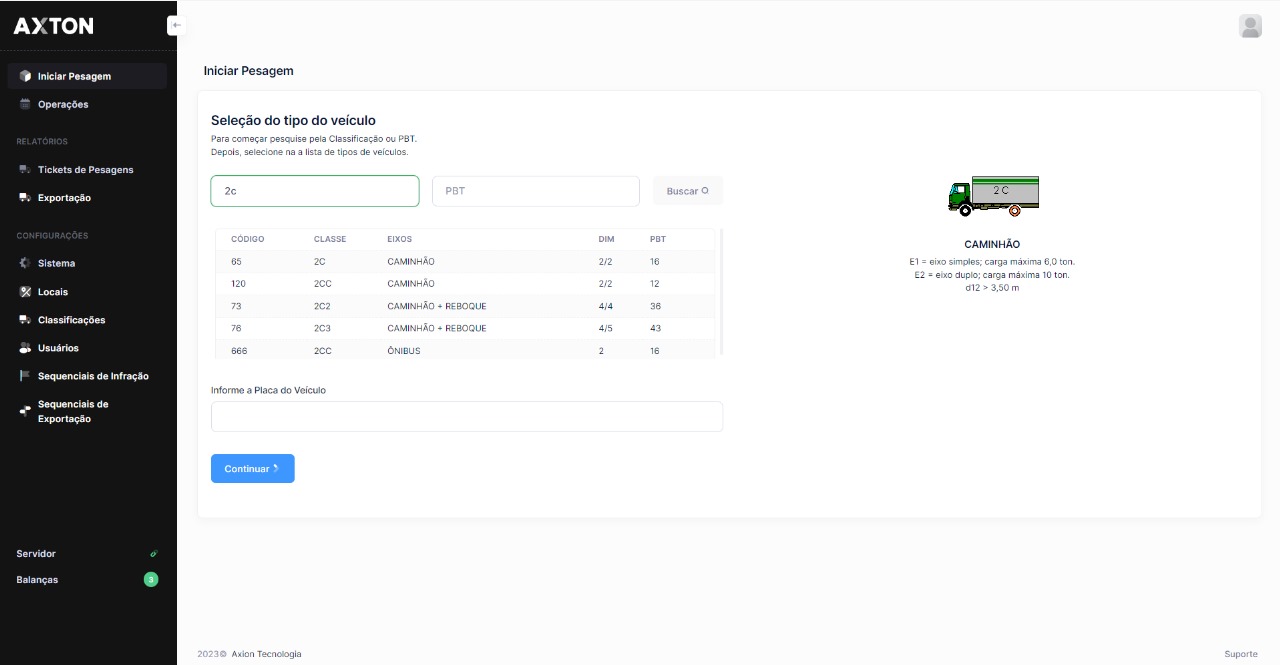 AXTON
Iniciar Pesagem
Operações
RELATÓRIOS
Tickets de Pesagens
Exportação
CONFIGURAÇÕES
Sistema
Locais
Classificações
Usuários
Sequenciais de Infração
Sequenciais de
Exportação
Servidor
Balanças 3
Iniciar Pesagem
Seleção do tipo do veículo
Para começar pesquise pela Classificação ou PBT.
Depois, selecione na a lista de tipos de veículos.
2c PBT Buscar
CÓDIGO CLASSE EIXOS DIM PBT
65 2C CAMINHÃO 2/2 16
120 2CC CAMINHÃO 2/2 12
73 2C2 CAMINHÃO + REBOQUE 4/4 36
76 2C3 CAMINHÃO + REBOQUE 4/5 43
666 2CC ÔNIBUS 2 16
Informe a Placa do Veículo
Continuar
2 C
CAMINHÃO
E1 = eixo simples; carga máxima 6,0 ton.
E2 = eixo duplo; carga máxima 10 ton.
d12 > 3,50 m
2023© Axion Tecnologia
Suporte